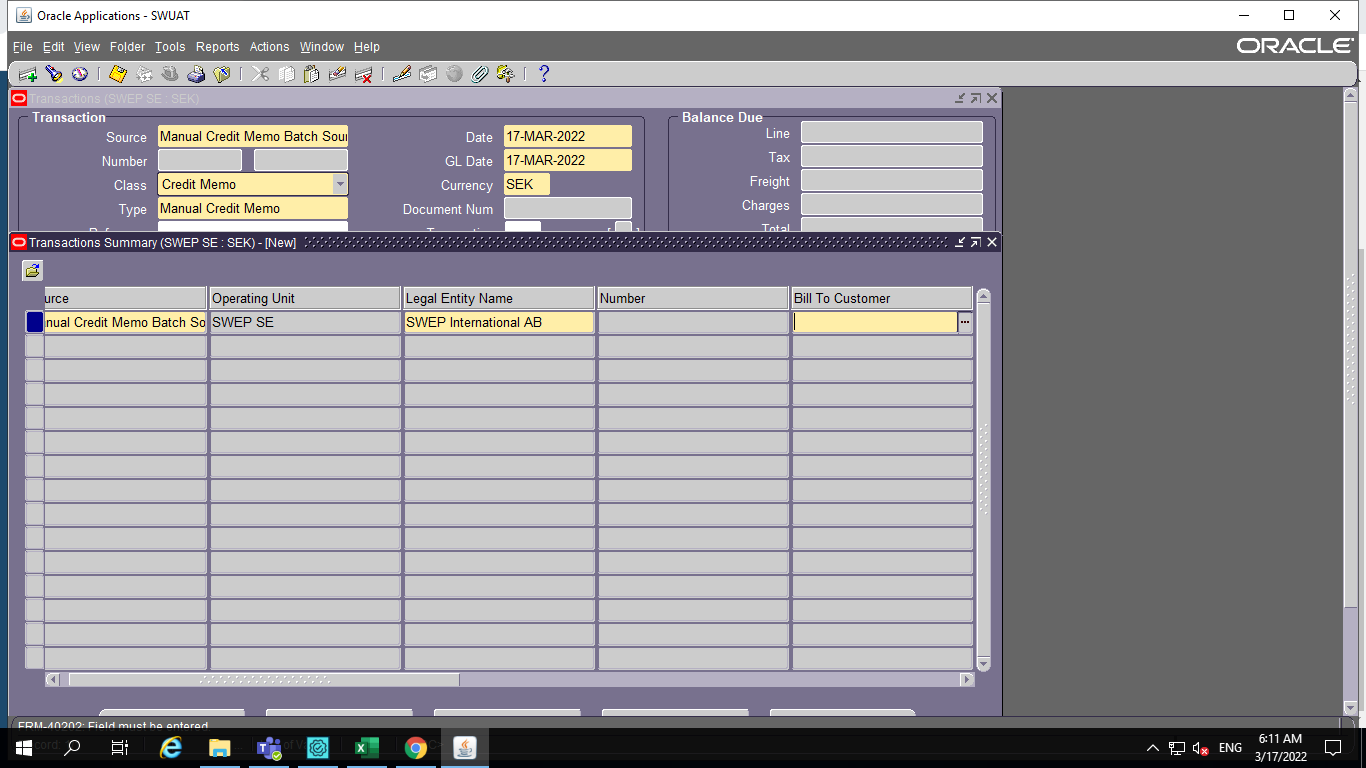 Oracle Applications - SWUAT
File Edit View Folder Tools Reports Actions Window Help
ORACLE
Transactions (SWEP SE : SEK)
Transaction
Balance Due
Source Manual Credit Memo Batch Sour
Date 17-MAR-2022
Line
Number
GL Date 17-MAR-2022
Tax
Class Credit Memo
Currency SEK
Freight
Type Manual Credit Memo
Document Num
Charges
Total
Transactions Summary (SWEP SE : SEK) - [New]
urce Operating Unit Legal Entity Name Number Bill To Customer
nual Credit Memo Batch So SWEP SE SWEP International AB
FRM-40202: Field must be entered.
ENG
6:11 AM
3/17/2022